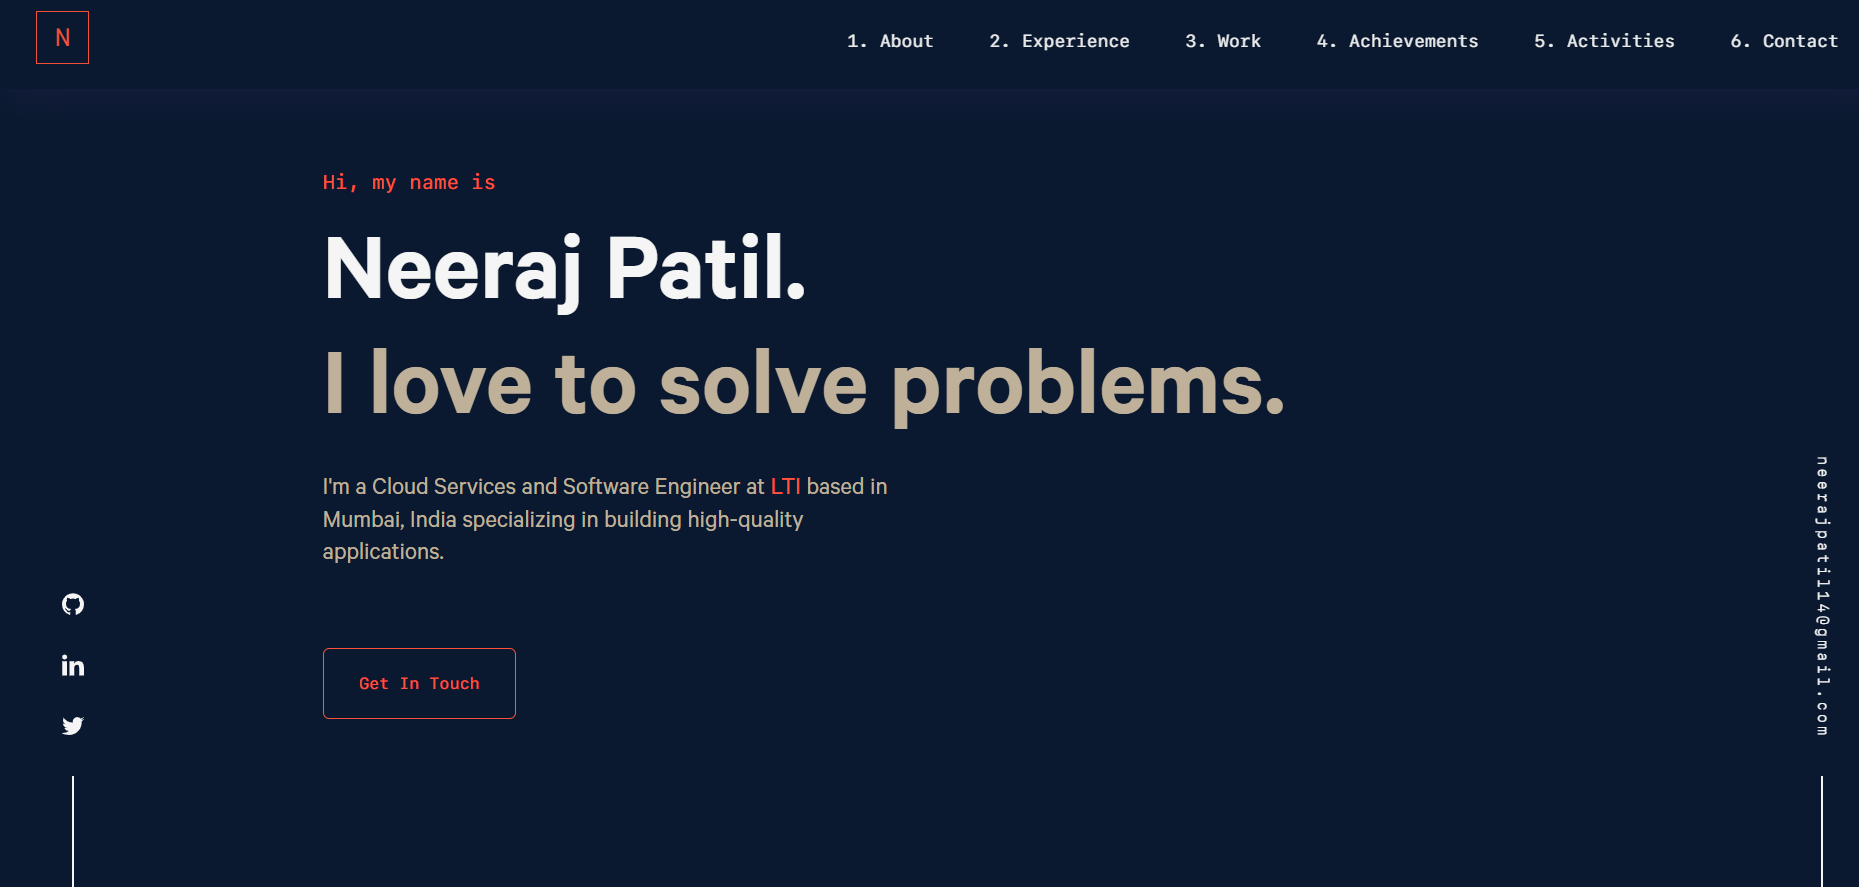 N
1. About 2. Experience 3. Work 4. Achievements 5. Activities 6. Contact
Hi, my name is
Neeraj Patil.
I love to solve problems.
I'm a Cloud Services and Software Engineer at LTI based in
Mumbai, India specializing in building high-quality
applications.
Get In Touch
neerajpatil14@gmail.com